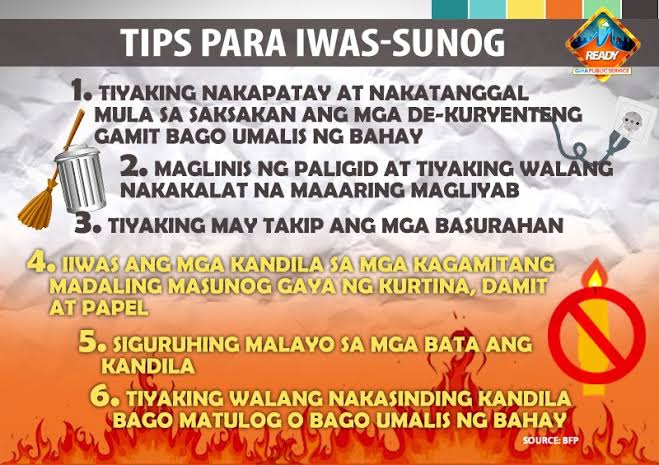 TIPS PARA IWAS-SUNOG
READY
GMA PUBLIC SERVICE
1. TIYAKING NAKAPATAY AT NAKATANGGAL
MULA SA SAKSAKAN ANG MGA DE-KURYENTENG
GAMIT BAGO UMALIS NG BAHAY
2. MAGLINIS NG PALIGID AT TIYAKING WALANG
NAKAKALAT NA MAAARING MAGLIYAB
3. TIYAKING MAY TAKIP ANG MGA BASURAHAN
4. IIWAS ANG MGA KANDILA SA MGA KAGAMITANG
MADALING MASUNOG GAYA NG KURTINA, DAMIT
AT PAPEL
5. SIGURUHING MALAYO SA MGA BATA ANG
KANDILA
6. TIYAKING WALANG NAKASINDING KANDILA
BAGO MATULOG O BAGO UMALIS NG BAHAY
SOURCE: BFP